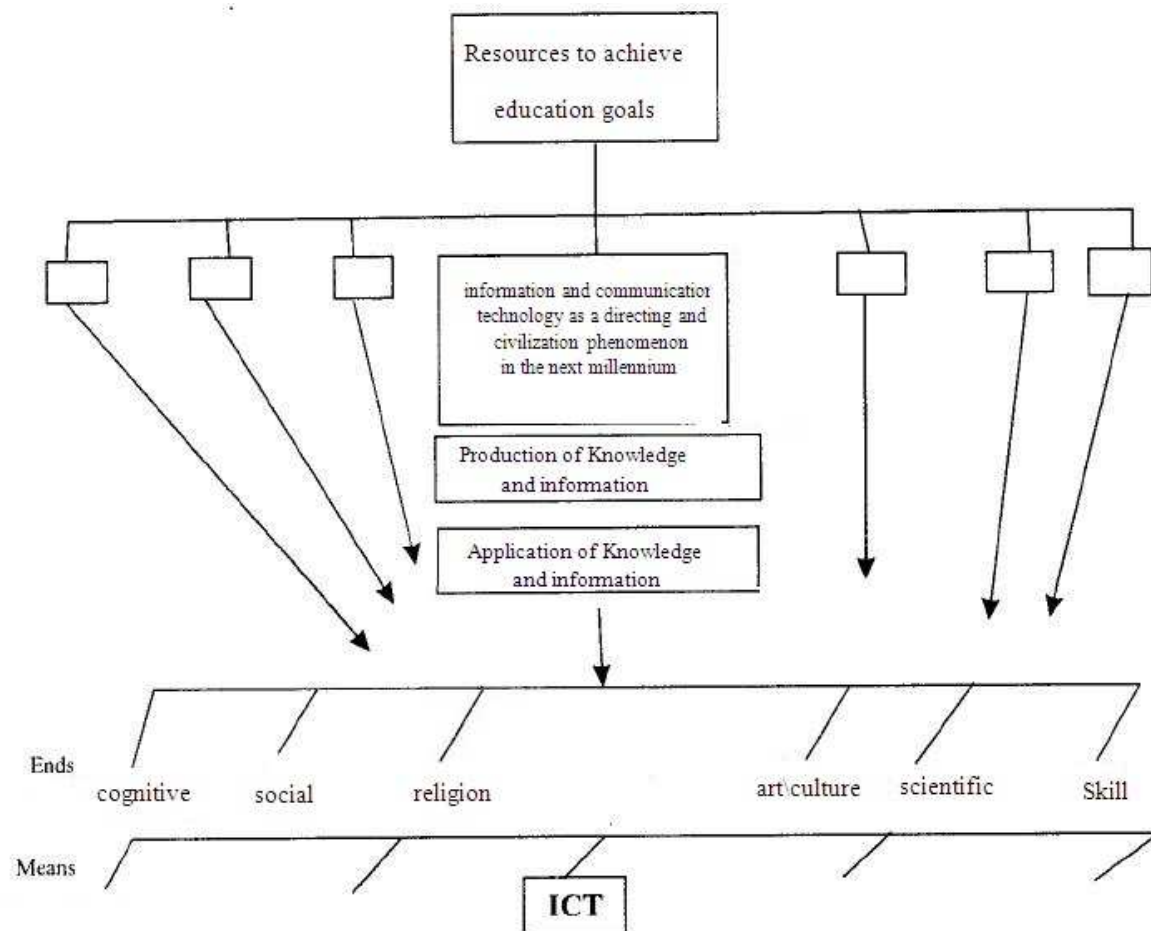 Resources to achieve
education goals
information and communication
technology as a directing and
civilization phenomenon
in the next millennium
Production of Knowledge
and information
Application of Knowledge
and information
Ends
cognitive
social
religion
art\culture
scientific
Skill
Means
ICT